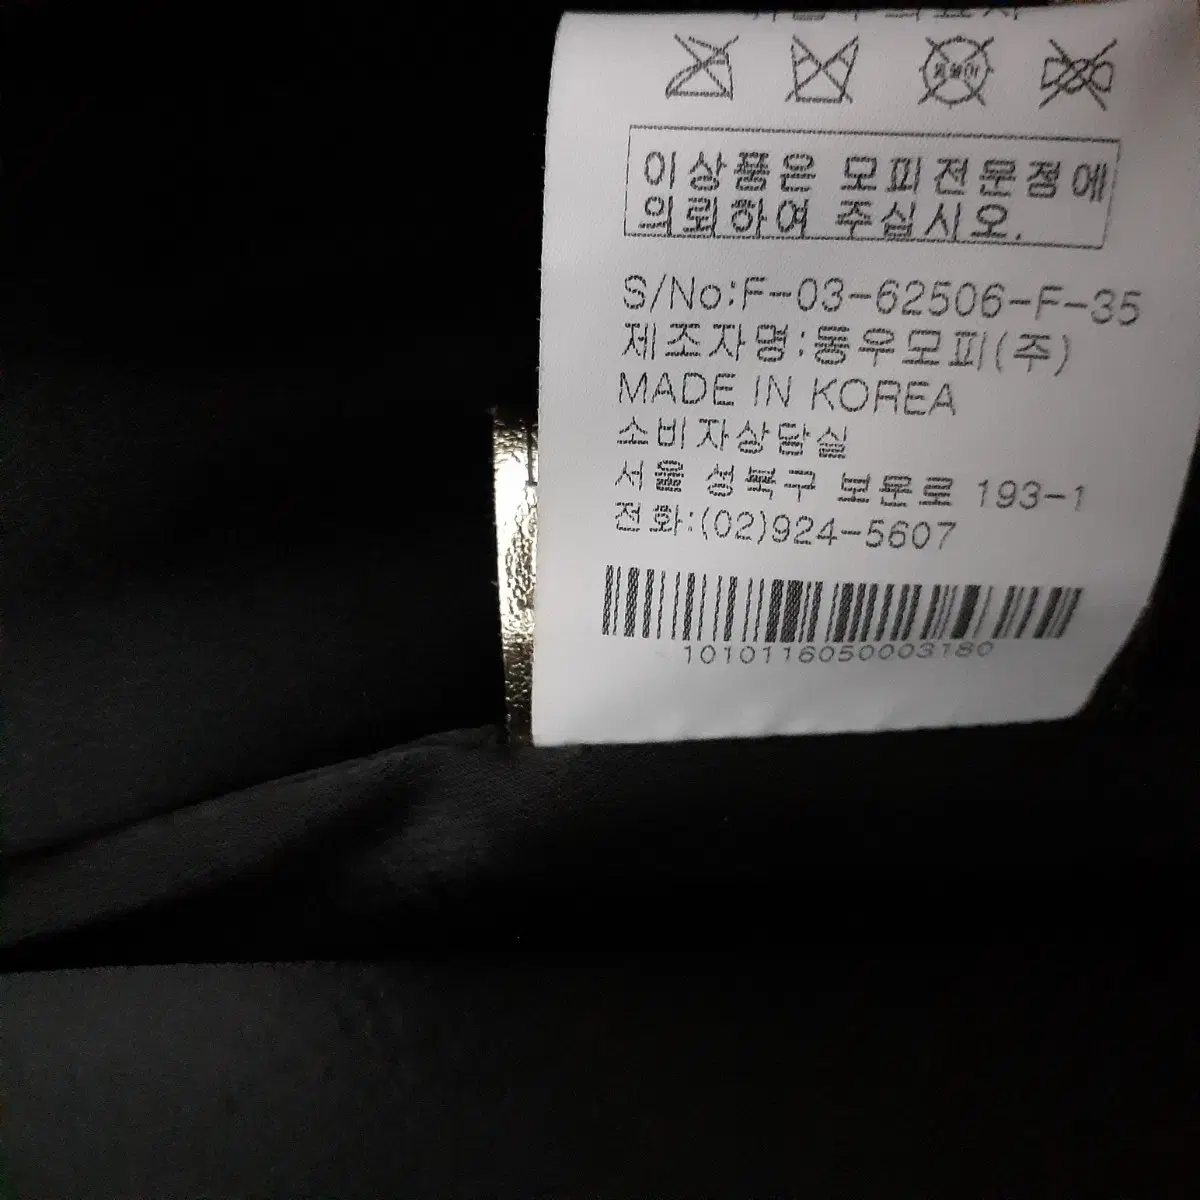 이상품은 모피전문점에
의뢰하여 주십시오.
S/No:F-03-62506-F-35
제조자명:동우모피(주)
MADE IN KOREA
소비자상담실
서울 성북구 보문로 193-1
전화:(02)924-5607
1010116050003180